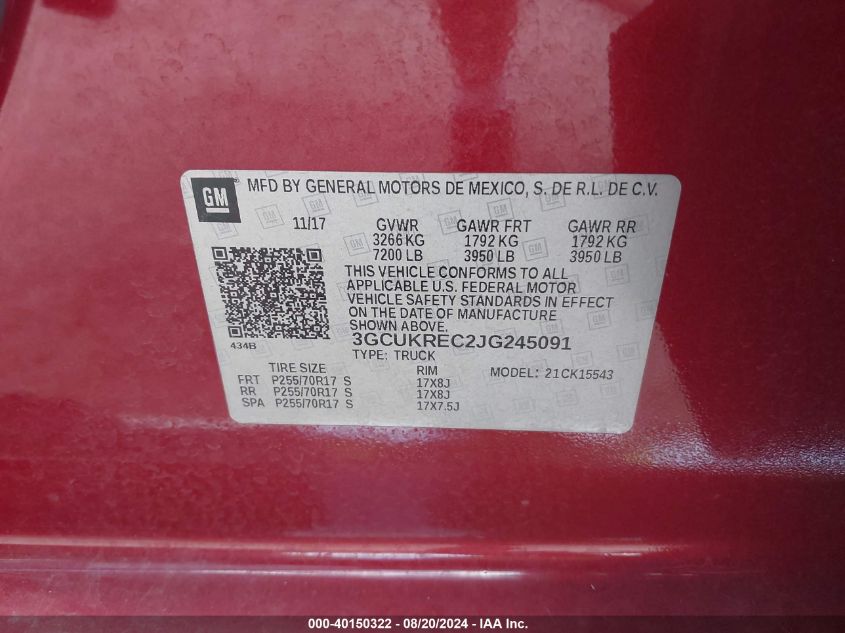 GM MFD BY GENERAL MOTORS DE MEXICO, S. DE R.L. DE C.V.
11/17 GVWR GAWR FRT GAWR RR
3266 KG 1792 KG 1792 KG
7200 LB 3950 LB 3950 LB
THIS VEHICLE CONFORMS TO ALL
APPLICABLE U.S. FEDERAL MOTOR
VEHICLE SAFETY STANDARDS IN EFFECT
ON THE DATE OF MANUFACTURE
SHOWN ABOVE.
434B 3GCUKREC2JG245091
TYPE: TRUCK
TIRE SIZE RIM MODEL: 21CK15543
FRT P255/70R17 S 17X8J
RR P255/70R17 S 17X8J
SPA P255/70R17 S 17X7.5J
000-40150322 - 08/20/2024 - IAA Inc.